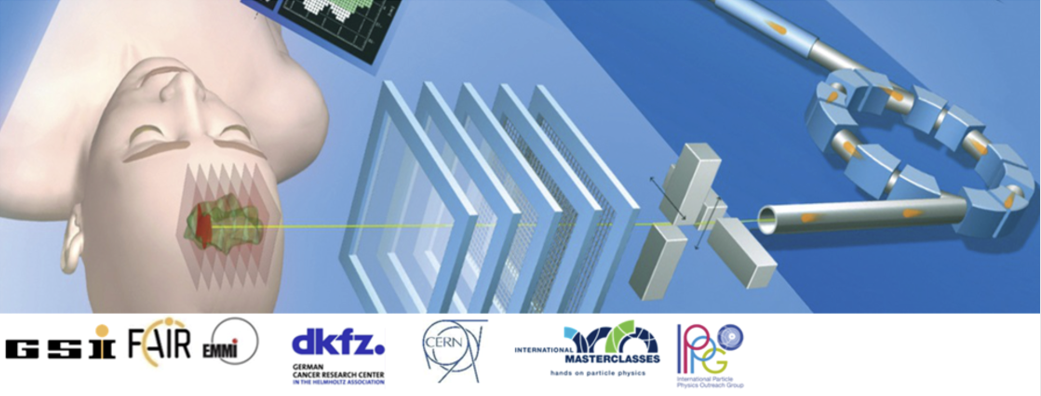 GSI
FAIR
EMMi
dkfz.
GERMAN
CANCER RESEARCH CENTER
IN THE HELMHOLTZ ASSOCIATION
CERN
INTERNATIONAL
MASTERCLASSES
hands on particle physics
IPPOG
International Particle
Physics Outreach Group